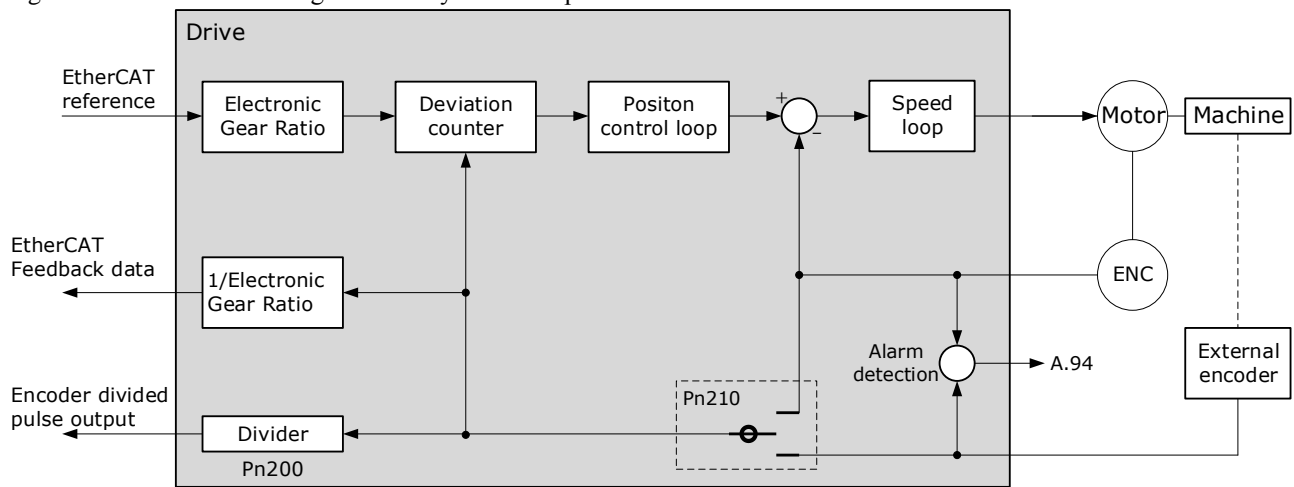 Drive
EtherCAT
reference
Electronic
Gear Ratio
Deviation
counter
Positon
control loop
+
-
Speed
loop
Motor
Machine
EtherCAT
Feedback data
1/Electronic
Gear Ratio
ENC
Alarm
detection
A.94
External
encoder
Encoder divided
pulse output
Divider
Pn200
Pn210